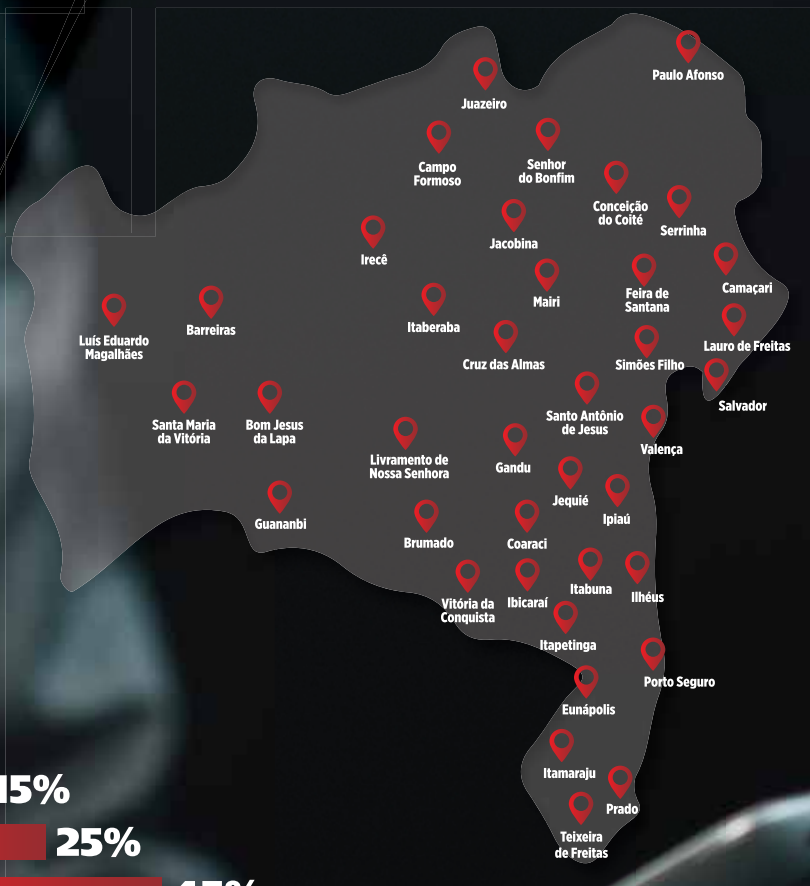 Paulo Afonso
Juazeiro
Campo
Formoso
Senhor
do Bonfim
Conceição
do Coité
Serrinha
Jacobina
Irecê
Camaçari
Mairi
Feira de
Santana
Itaberaba
Barreiras
Luís Eduardo
Magalhães
Lauro de Freitas
Cruz das Almas
Simões Filho
Salvador
Santo Antônio
de Jesus
Santa Maria
da Vitória
Bom Jesus
da Lapa
Valença
Livramento de
Nossa Senhora
Gandu
Jequié
Ipiaú
Guananbi
Brumado
Coaraci
Itabuna
Ilhéus
Vitória da
Conquista
Ibicaraí
Itapetinga
Porto Seguro
Eunápolis
Itamaraju
Prado
Teixeira
de Freitas
15%
25%